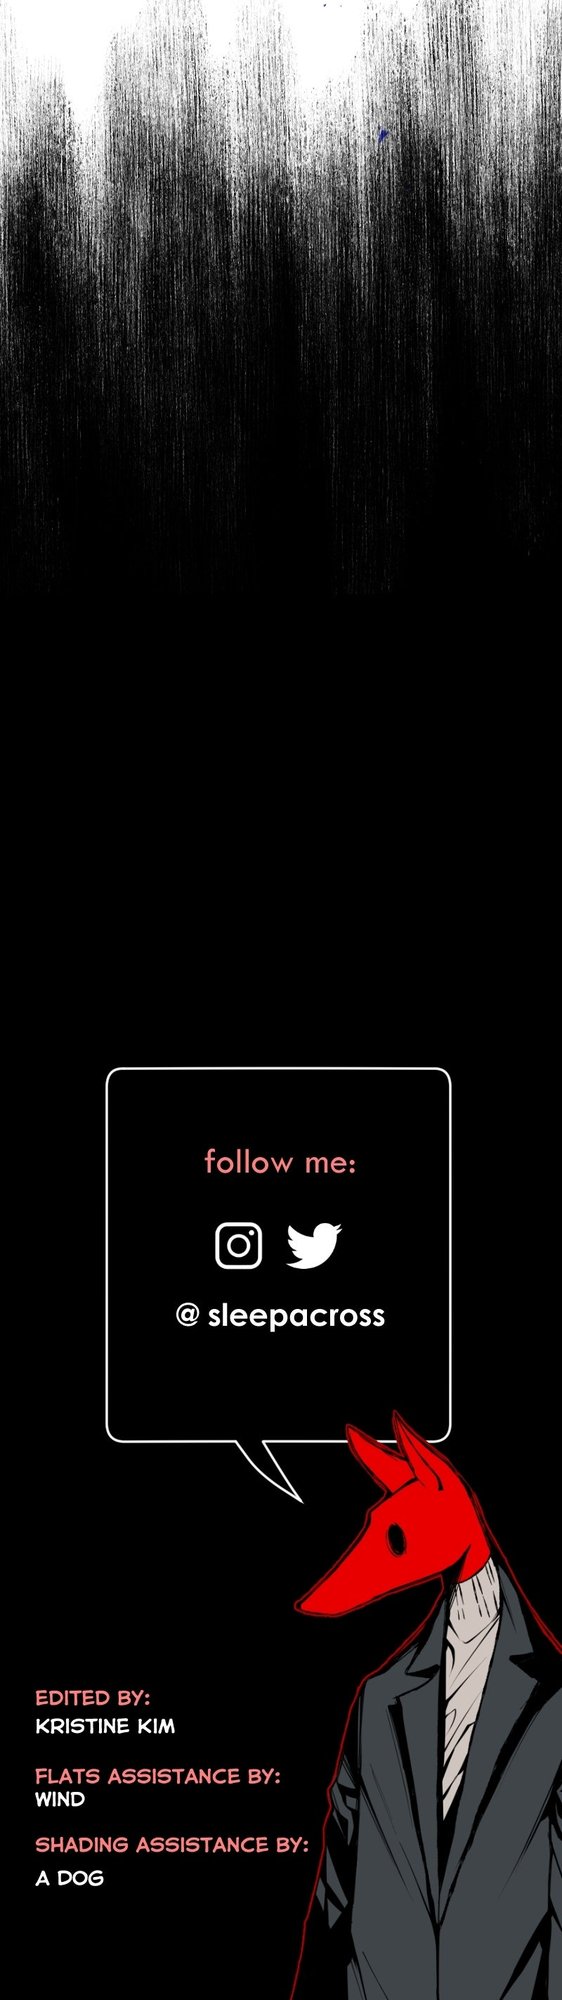 follow me:
@ sleepacross
EDITED BY:
KRISTINE KIM
FLATS ASSISTANCE BY:
WIND
SHADING ASSISTANCE BY:
A DOG